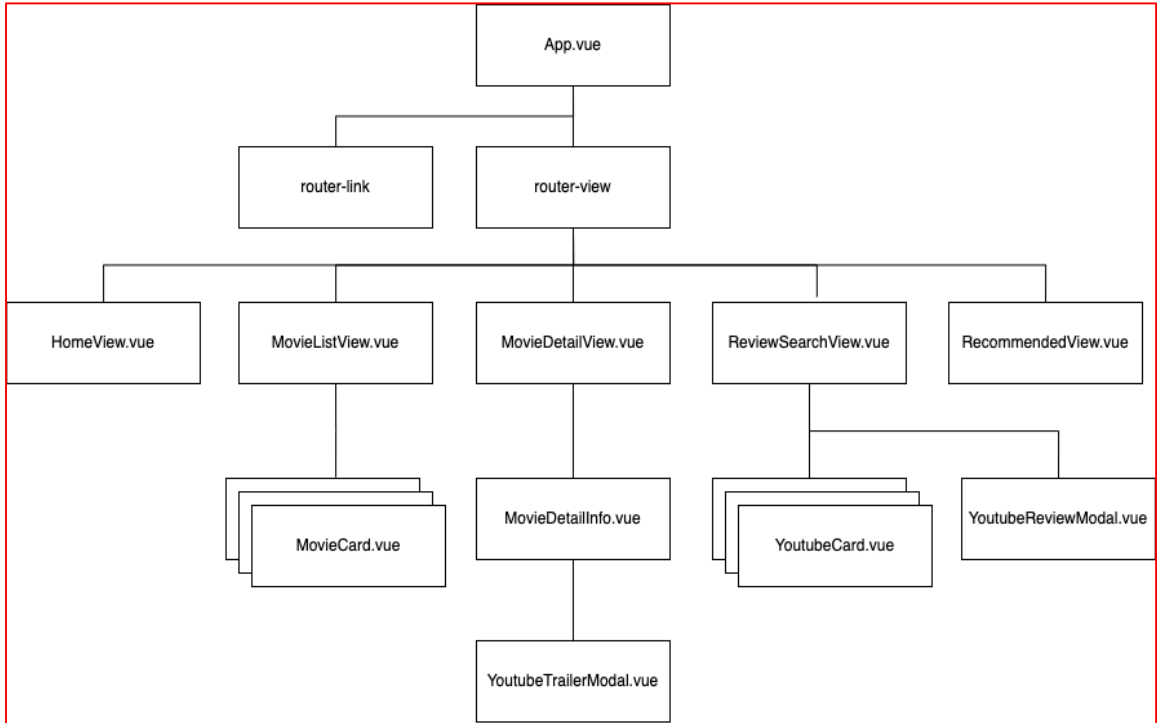 App.vue
router-link
router-view
HomeView.vue
MovieListView.vue
MovieDetailView.vue
ReviewSearchView.vue
RecommendedView.vue
MovieCard.vue
MovieDetailInfo.vue
YoutubeCard.vue
YoutubeReviewModal.vue
YoutubeTrailerModal.vue